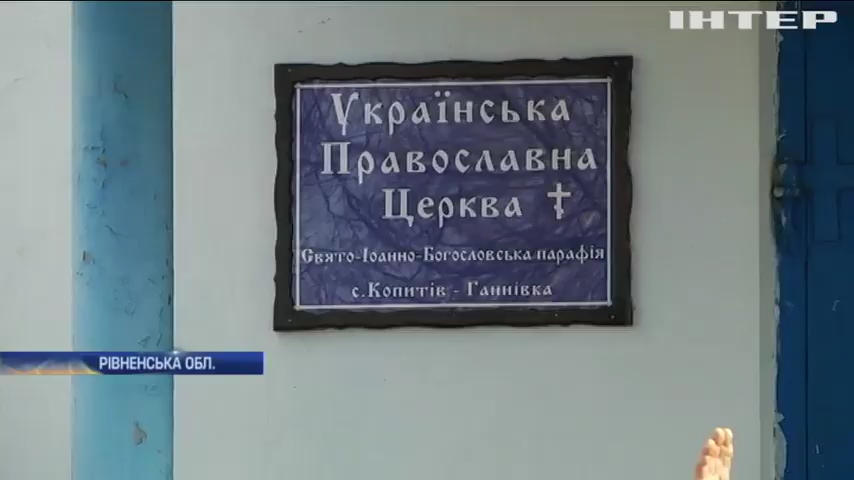 ІНТЕР
Українська
Православна
Церква
Свято-Іоанно-Богословська парафія
с.Копитів - Ганнівка
РІВНЕНСЬКА ОБЛ.